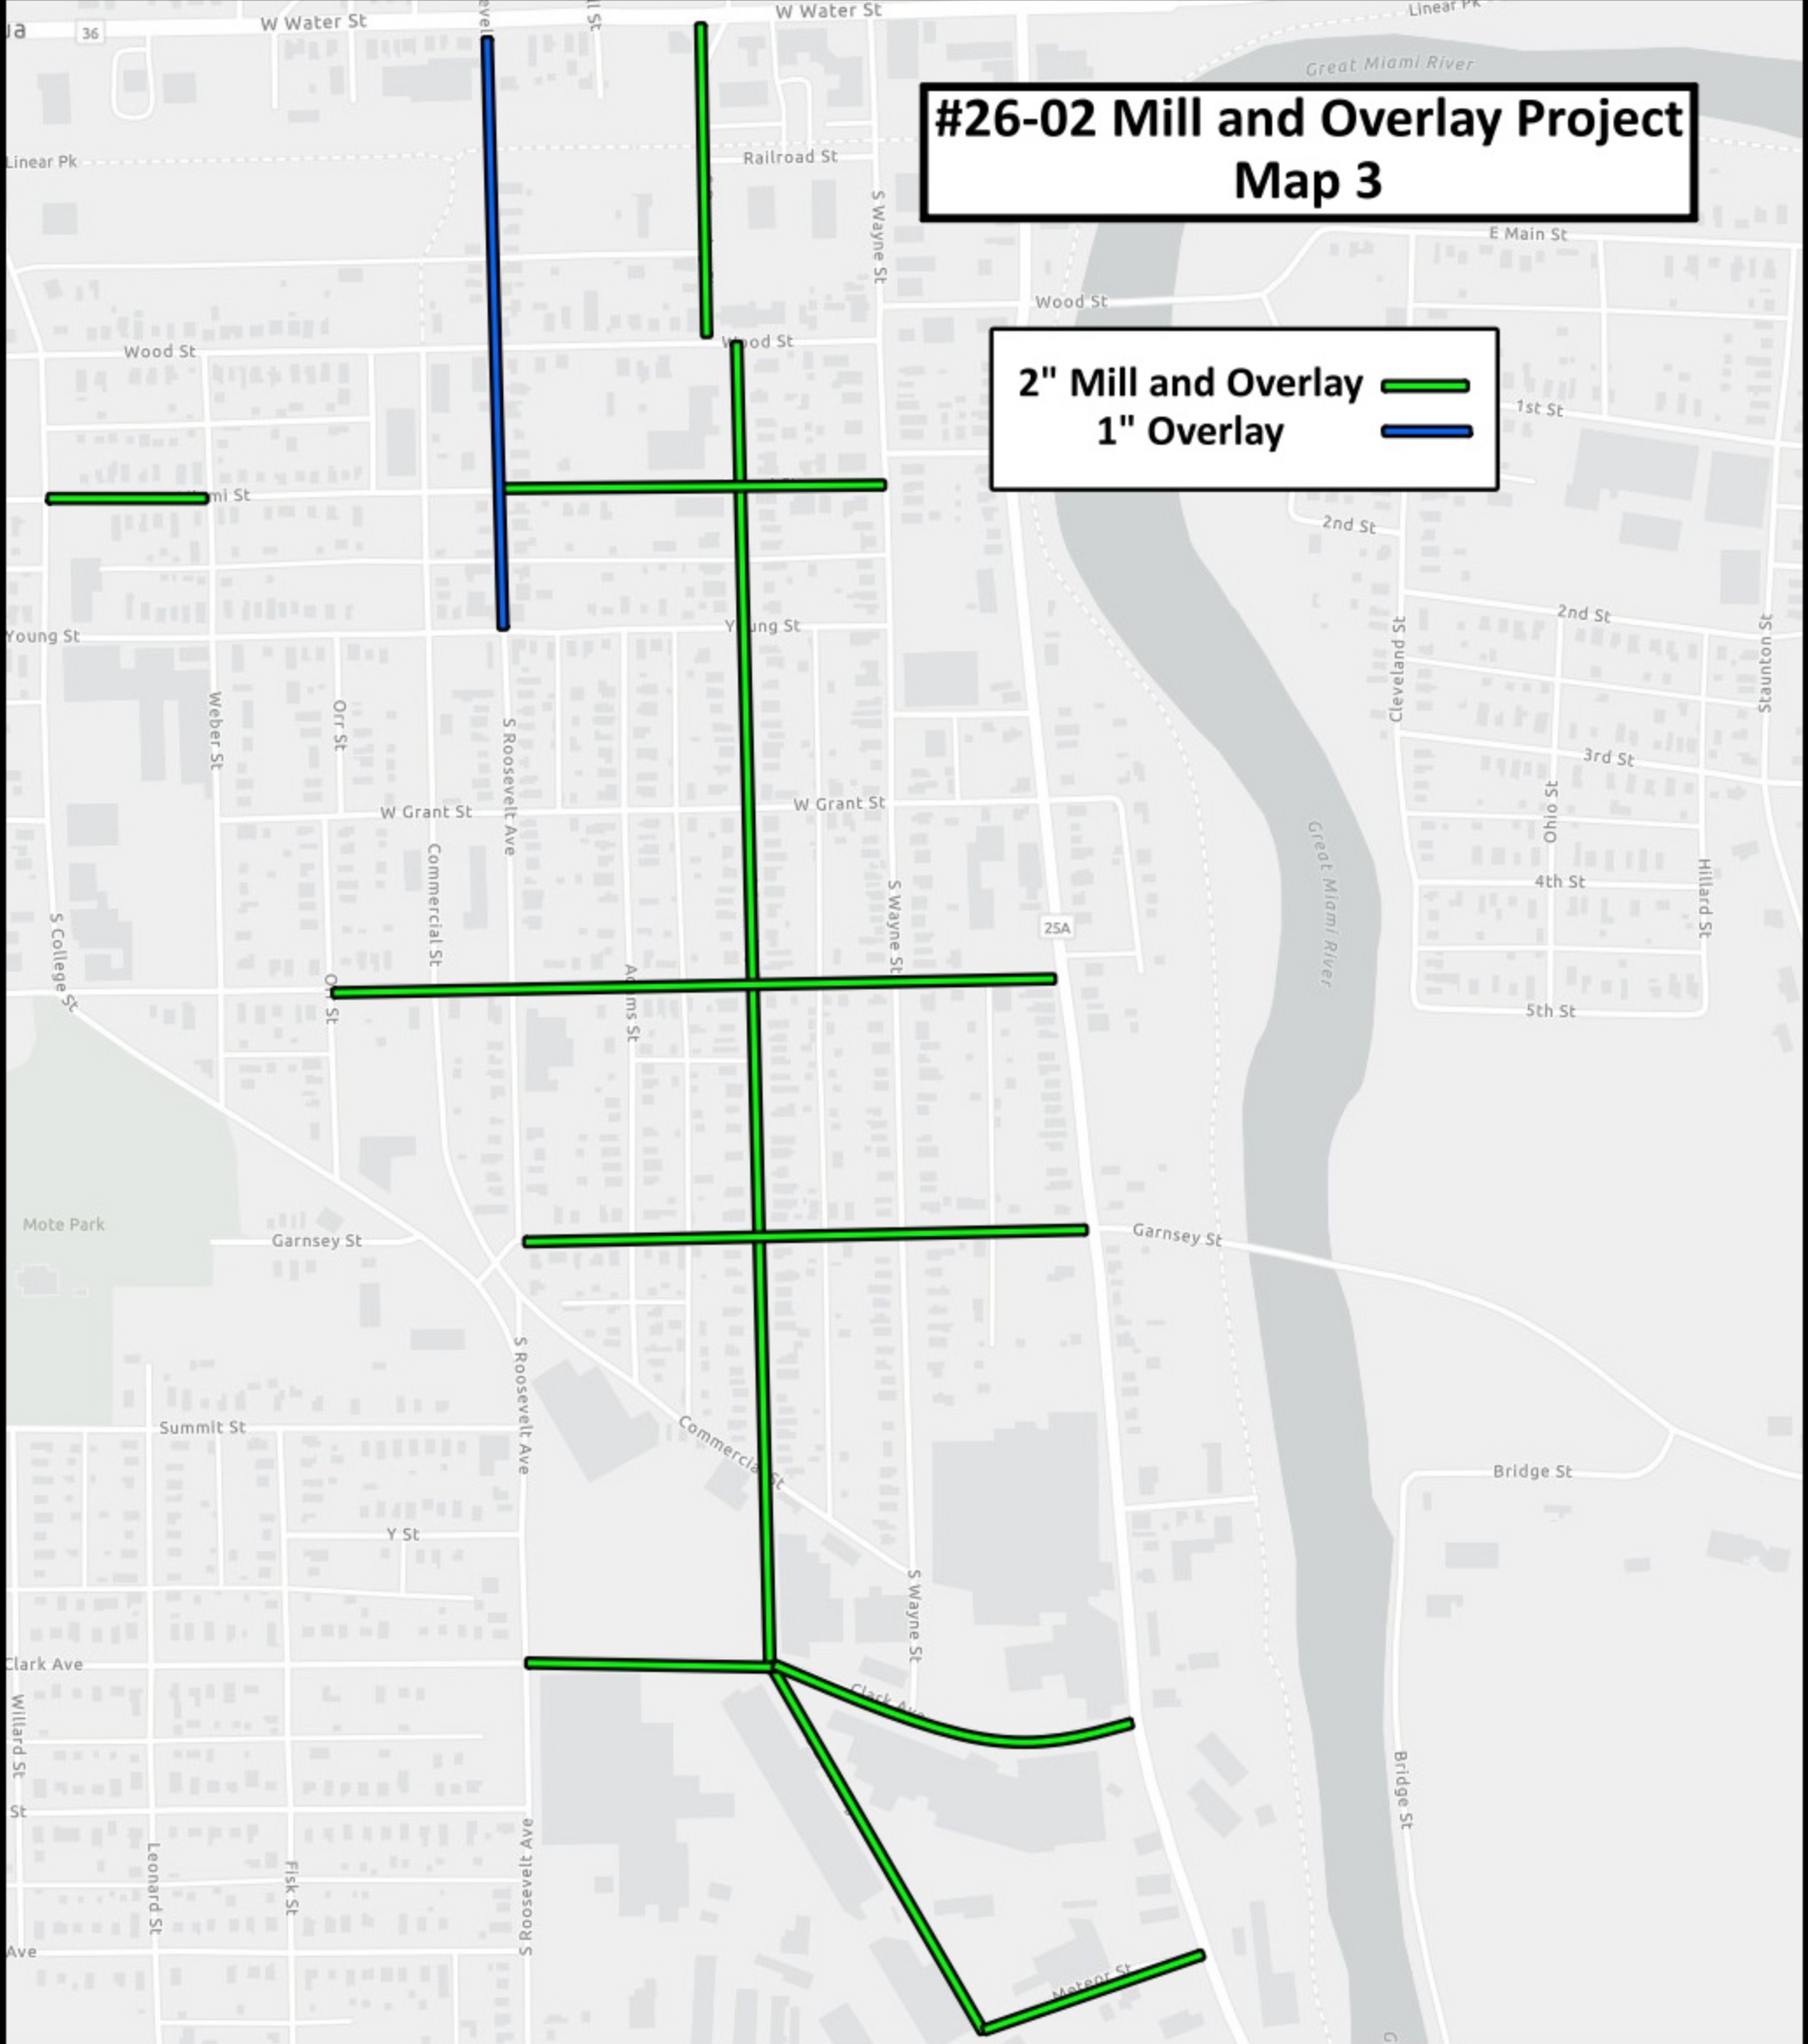 W Water St
W Water St
Linear Pk
36
Great Miami River
#26-02 Mill and Overlay Project
Map 3
Linear Pk
Railroad St
S Wayne St
E Main St
Wood St
Wood St
Wood St
2" Mill and Overlay
1" Overlay
1st St
2nd St
2nd St
Young St
Young St
Cleveland St
Staunton St
Weber St
Orr St
S Roosevelt Ave
3rd St
W Grant St
W Grant St
Ohio St
Commercial St
Great Miami River
S College St
S Wayne St
4th St
Hillard St
25A
Adams St
5th St
Mote Park
Garnsey St
Garnsey St
S Roosevelt Ave
Summit St
Commercial St
Bridge St
Y St
S Wayne St
Clark Ave
Clark Ave
Willard St
Bridge St
St
Leonard St
Fisk St
S Roosevelt Ave
Ave
Meteor St